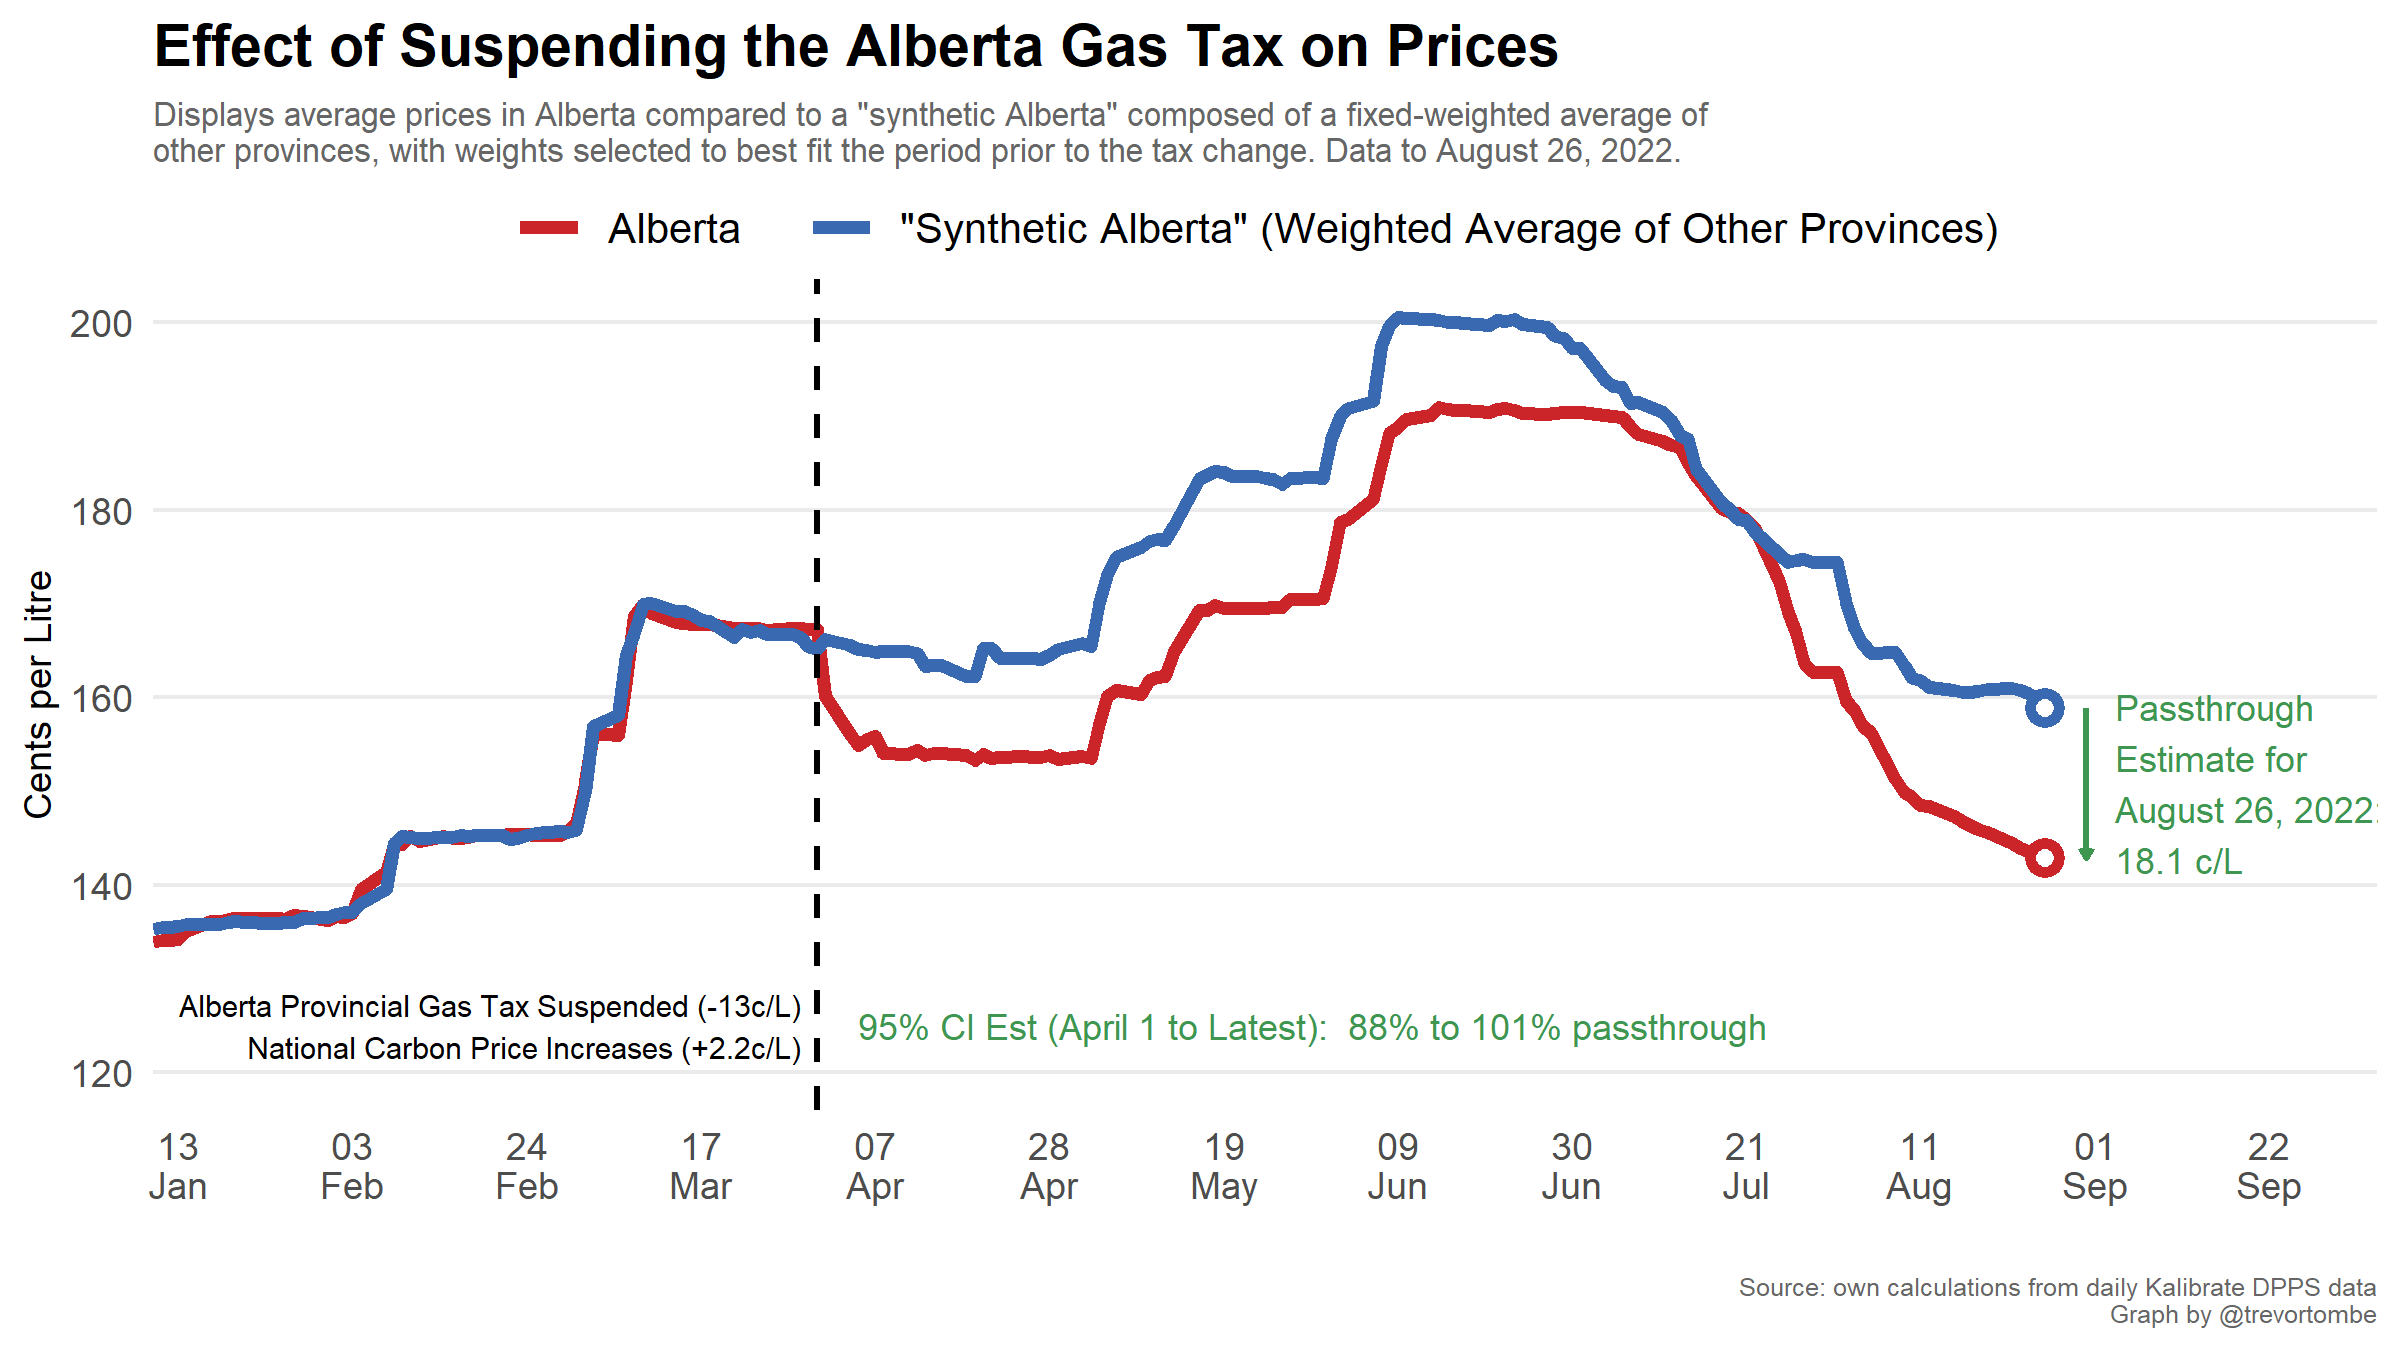 Effect of Suspending the Alberta Gas Tax on Prices
Displays average prices in Alberta compared to a "synthetic Alberta" composed of a fixed-weighted average of
other provinces, with weights selected to best fit the period prior to the tax change. Data to August 26, 2022.
Alberta
"Synthetic Alberta" (Weighted Average of Other Provinces)
Cents per Litre
200
180
160
140
120
Passthrough
Estimate for
August 26, 2022:
18.1 c/L
Alberta Provincial Gas Tax Suspended (-13c/L)
National Carbon Price Increases (+2.2c/L)
95% CI Est (April 1 to Latest):  88% to 101% passthrough
13 Jan
03 Feb
24 Feb
17 Mar
07 Apr
28 Apr
19 May
09 Jun
30 Jun
21 Jul
11 Aug
01 Sep
22 Sep
Source: own calculations from daily Kalibrate DPPS data
Graph by @trevortombe